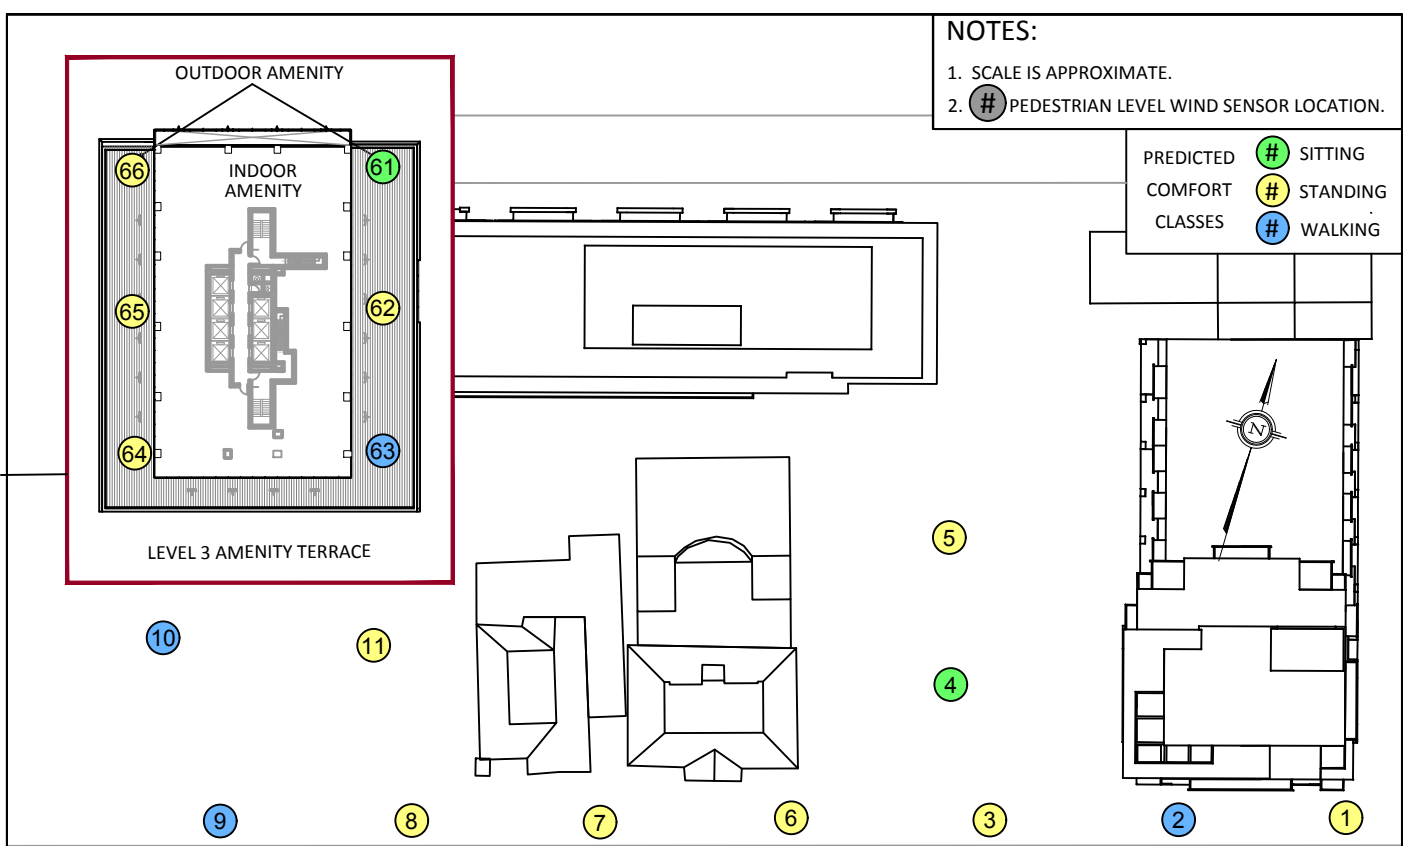 NOTES:
1. SCALE IS APPROXIMATE.
2. # PEDESTRIAN LEVEL WIND SENSOR LOCATION.
PREDICTED
COMFORT
CLASSES
# SITTING
# STANDING
# WALKING
OUTDOOR AMENITY
66
61
INDOOR
AMENITY
65
62
64
63
LEVEL 3 AMENITY TERRACE
N
5
10
11
4
9
8
7
6
3
2
1